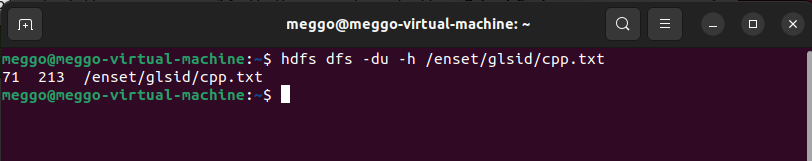 meggo@meggo-virtual-machine: ~
meggo@meggo-virtual-machine:~$ hdfs dfs -du -h /enset/glsid/cpp.txt
71  213  /enset/glsid/cpp.txt
meggo@meggo-virtual-machine:~$